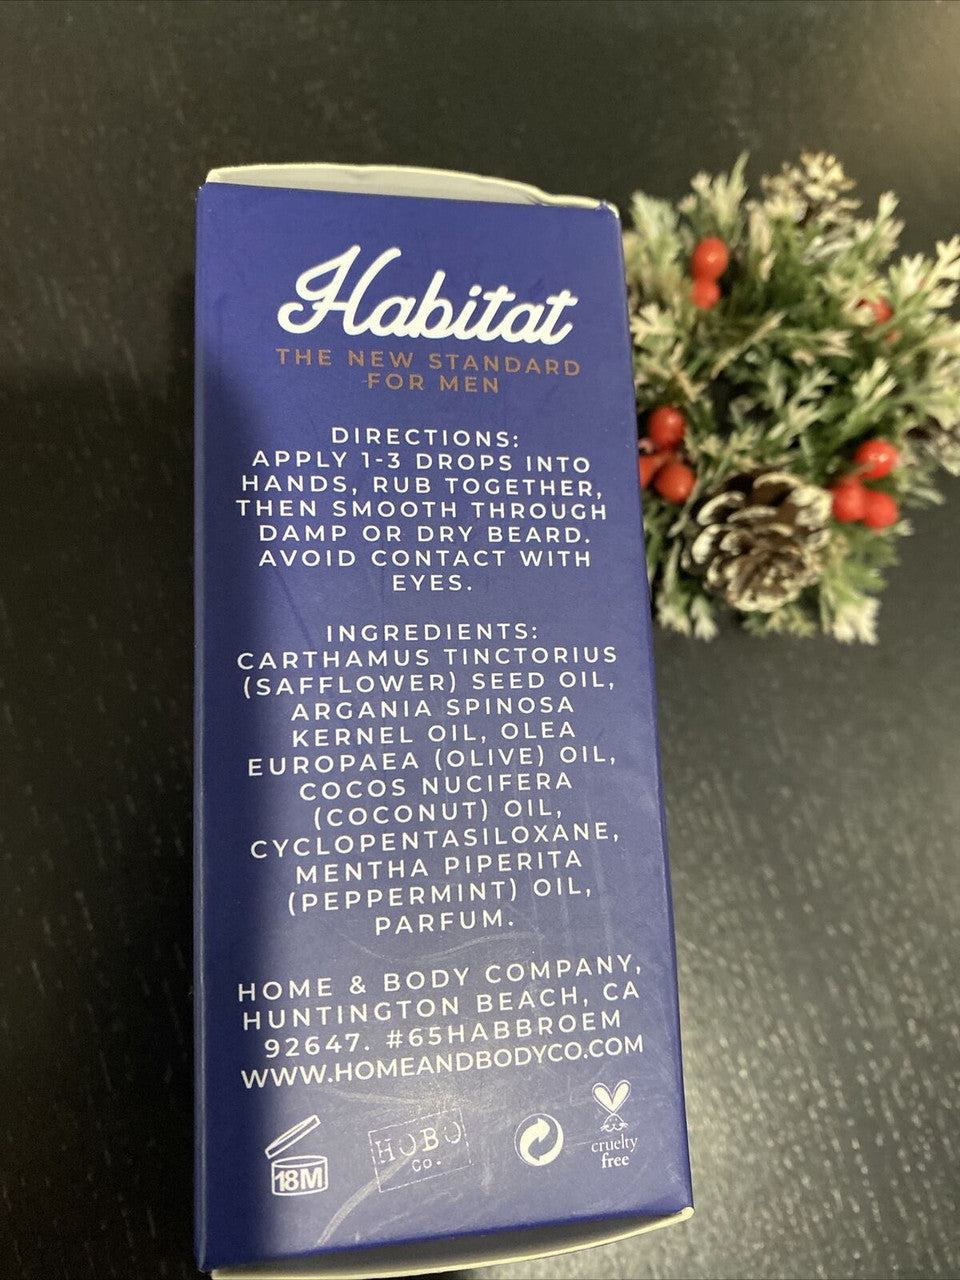 Habitat
THE NEW STANDARD
FOR MEN
DIRECTIONS:
APPLY 1-3 DROPS INTO
HANDS, RUB TOGETHER,
THEN SMOOTH THROUGH
DAMP OR DRY BEARD.
AVOID CONTACT WITH
EYES.
INGREDIENTS:
CARTHAMUS TINCTORIUS
(SAFFLOWER) SEED OIL,
ARGANIA SPINOSA
KERNEL OIL, OLEA
EUROPAEA (OLIVE) OIL,
COCOS NUCIFERA
(COCONUT) OIL,
CYCLOPENTASILOXANE,
MENTHA PIPERITA
(PEPPERMINT) OIL,
PARFUM.
HOME & BODY COMPANY,
HUNTINGTON BEACH, CA
92647. #65HABBROEM
WWW.HOMEANDBODYCO.COM
18M
HOBO
CO.
cruelty
free